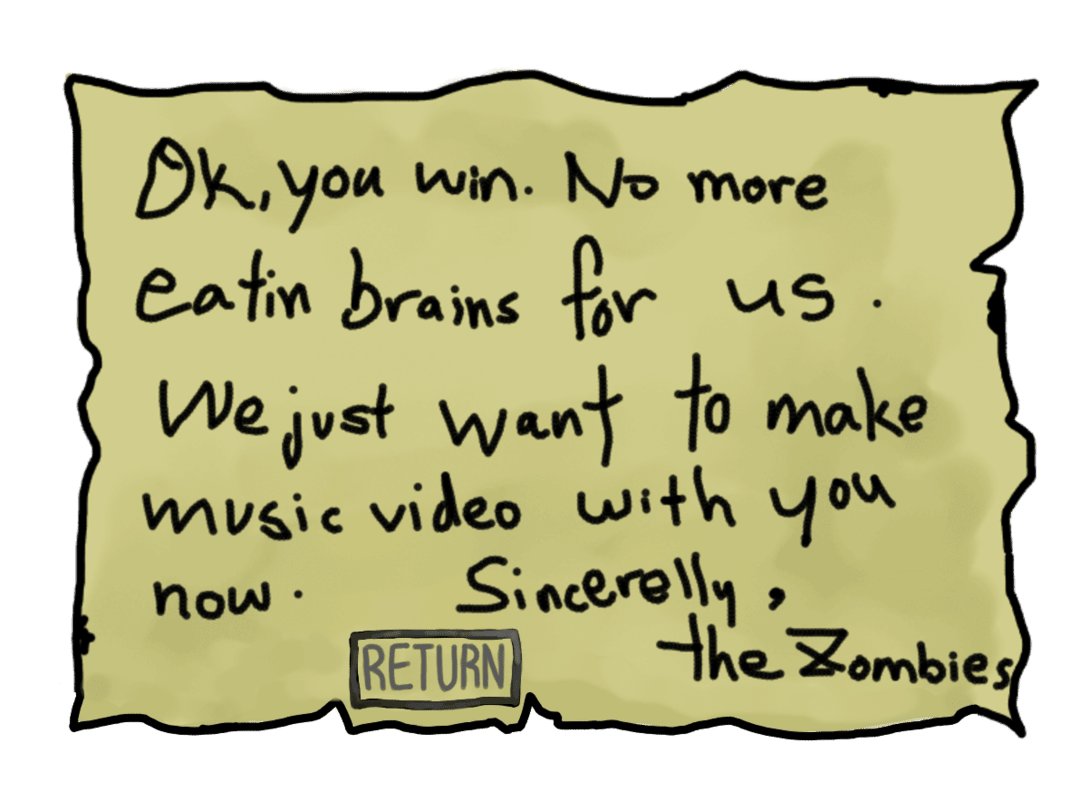 Ok, you win. No more
eatin brains for us.
We just want to make
music video with you
now. Sincerelly,
the Zombies
RETURN